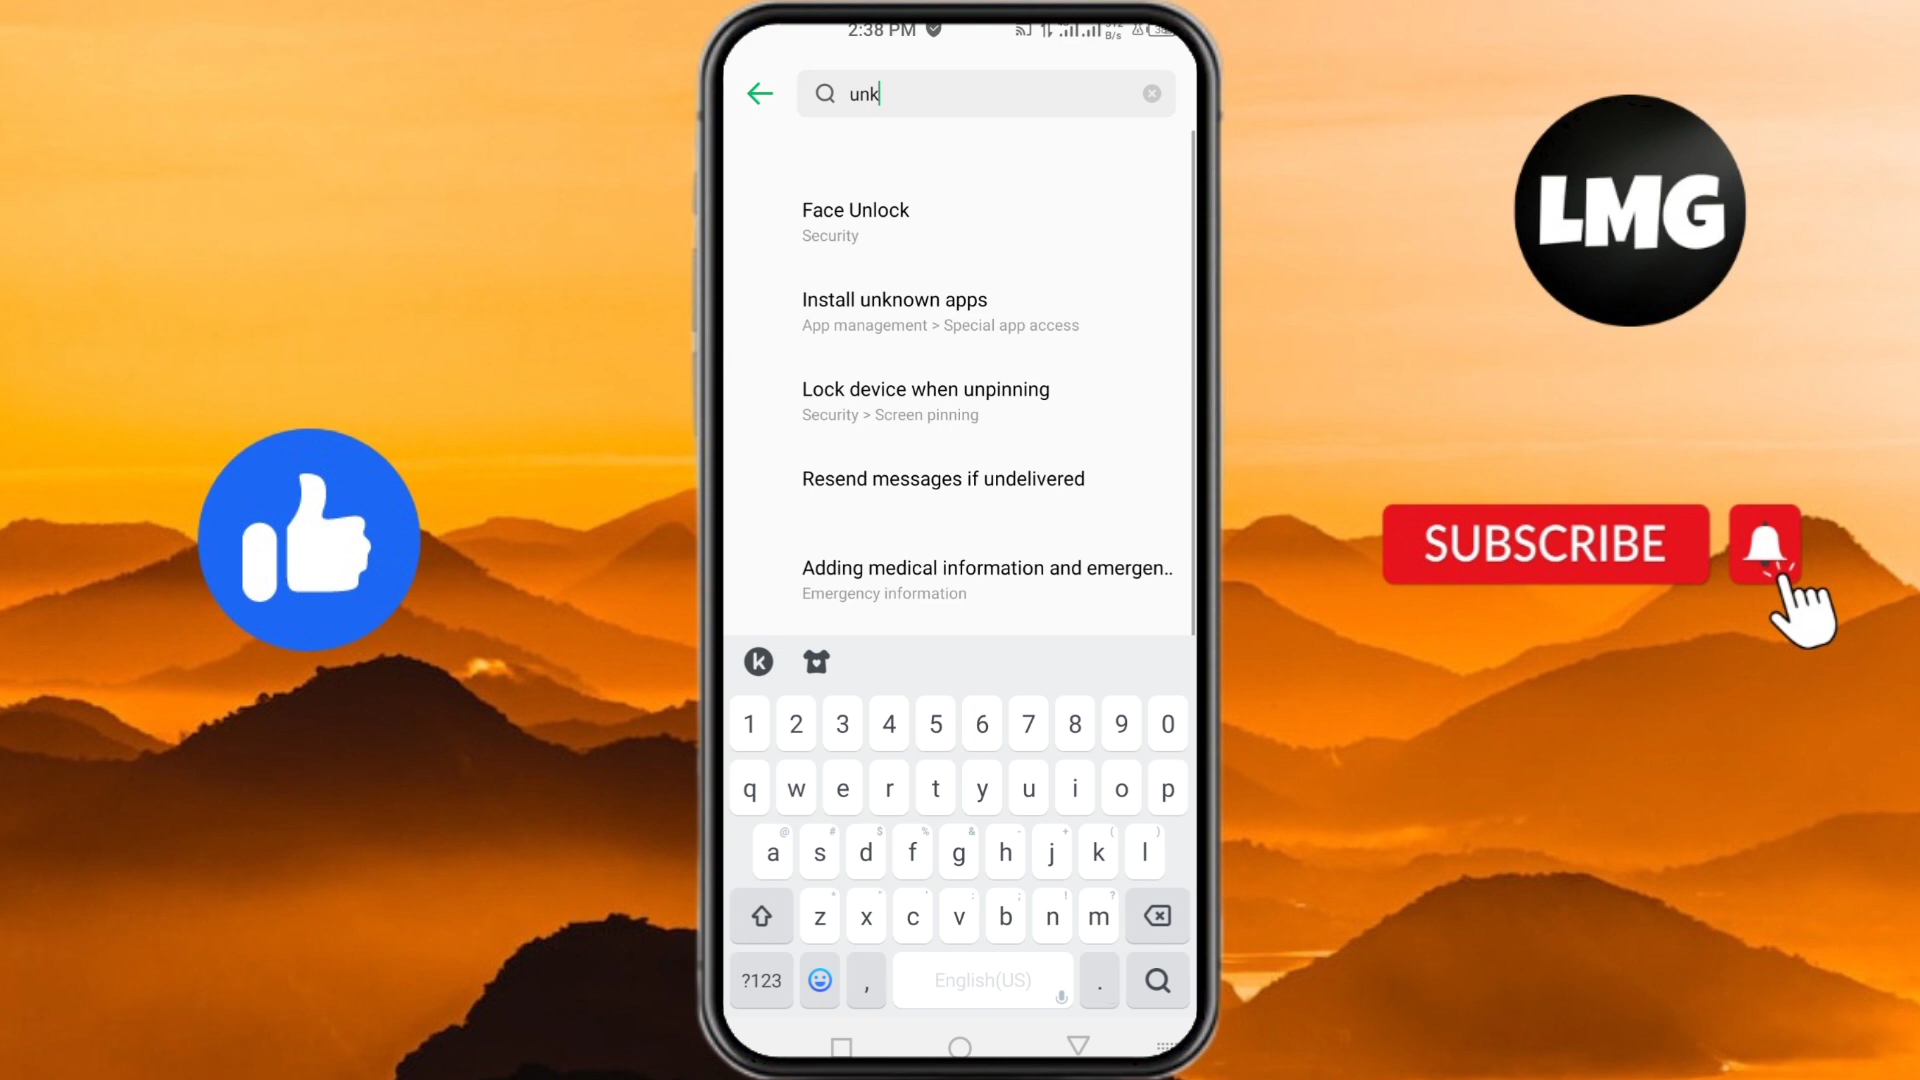 2:38 PM
B/s
unk
Face Unlock
Security
Install unknown apps
App management > Special app access
Lock device when unpinning
Security > Screen pinning
Resend messages if undelivered
Adding medical information and emergen..
Emergency information
k
1 2 3 4 5 6 7 8 9 0
q w e r t y u i o p
@ # $ % & - + ( )
a s d f g h j k l
* " ' : ; ! ?
z x c v b n m
?123 , English(US) .
LMG
SUBSCRIBE